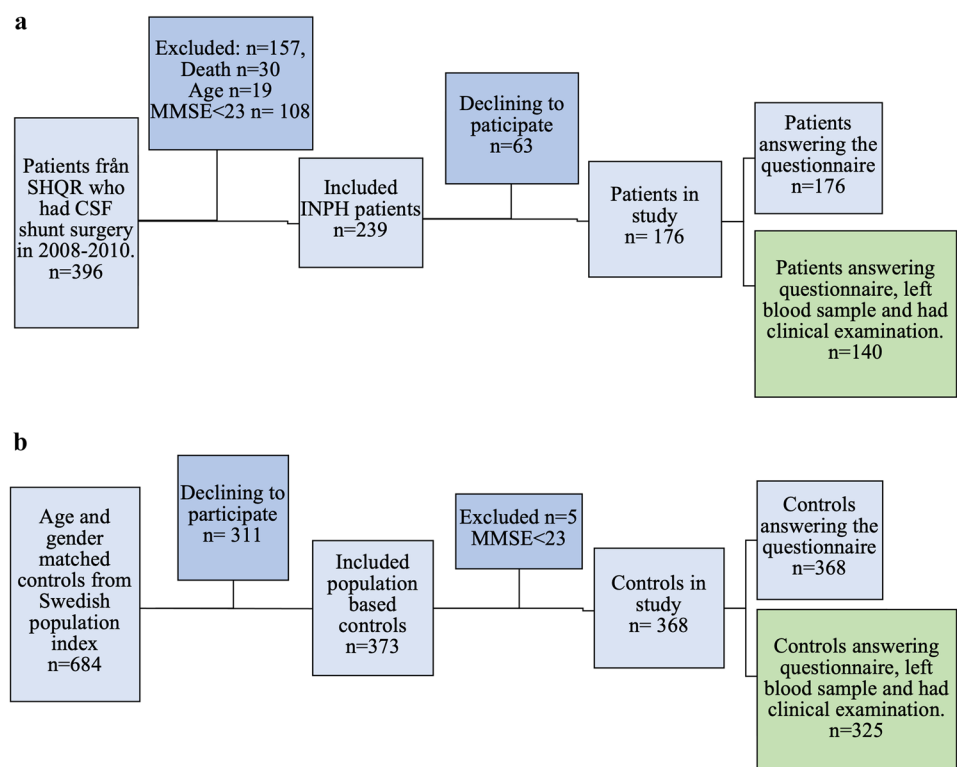 a
Excluded: n=157,
Death n=30
Age n=19
MMSE<23 n= 108
Declining to
paticipate
n=63
Patients från
SHQR who
had CSF
shunt surgery
in 2008-2010.
n=396
Included
INPH patients
n=239
Patients in
study
n= 176
Patients
answering the
questionnaire
n=176
Patients answering
questionnaire, left
blood sample and had
clinical examination.
n=140
b
Age and
gender
matched
controls from
Swedish
population
index
n=684
Declining to
participate
n= 311
Included
population
based
controls
n=373
Excluded n=5
MMSE<23
Controls in
study
n= 368
Controls
answering the
questionnaire
n=368
Controls answering
questionnaire, left
blood sample and had
clinical examination.
n=325